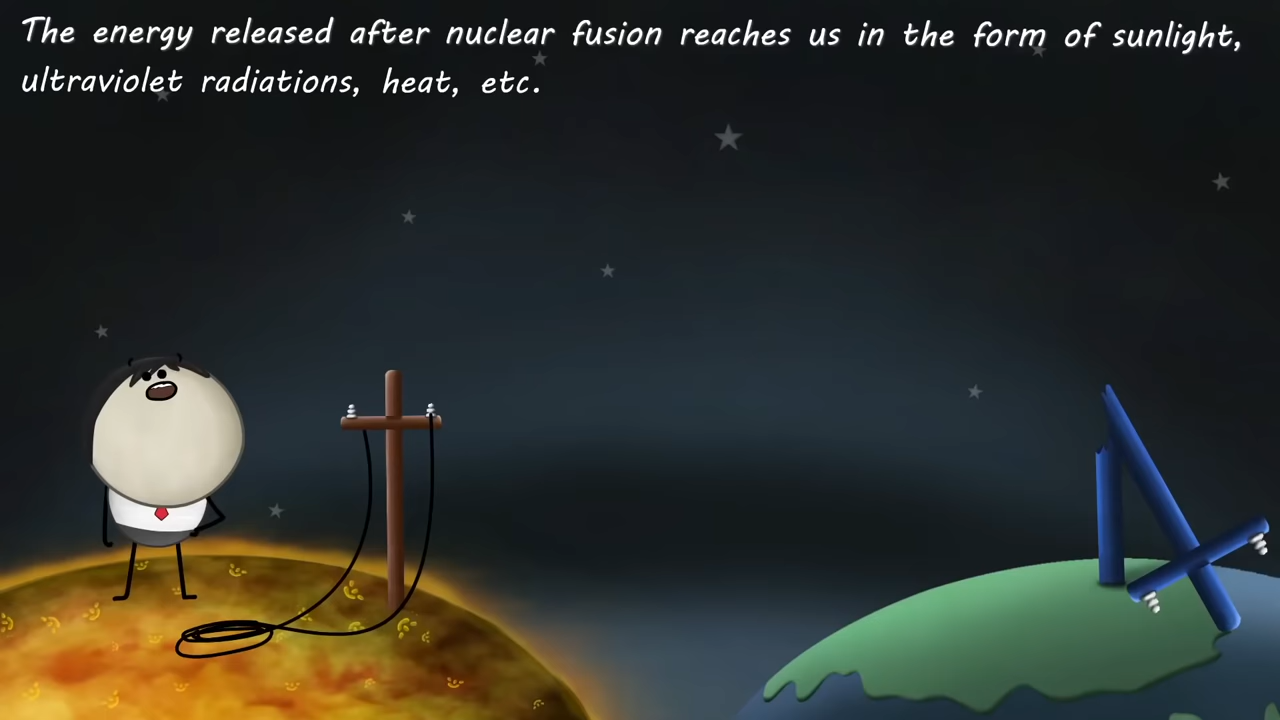 The energy released after nuclear fusion reaches us in the form of sunlight,
ultraviolet radiations, heat, etc.